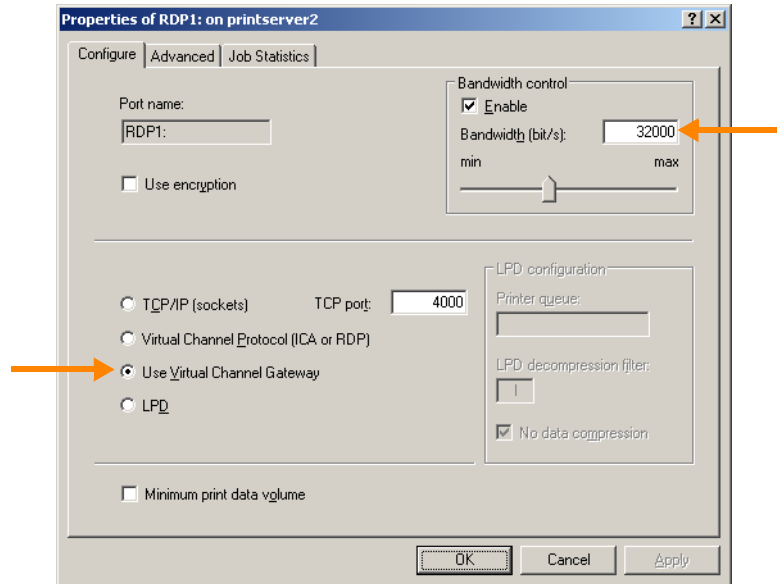 Properties of RDP1: on printserver2
Configure
Advanced
Job Statistics
Port name:
RDP1:
Use encryption
Bandwidth control
Enable
Bandwidth (bit/s):
32000
min
max
TCP/IP (sockets)
TCP port:
4000
Virtual Channel Protocol (ICA or RDP)
Use Virtual Channel Gateway
LPD
LPD configuration
Printer queue:
LPD decompression filter:
l
No data compression
Minimum print data volume
OK
Cancel
Apply